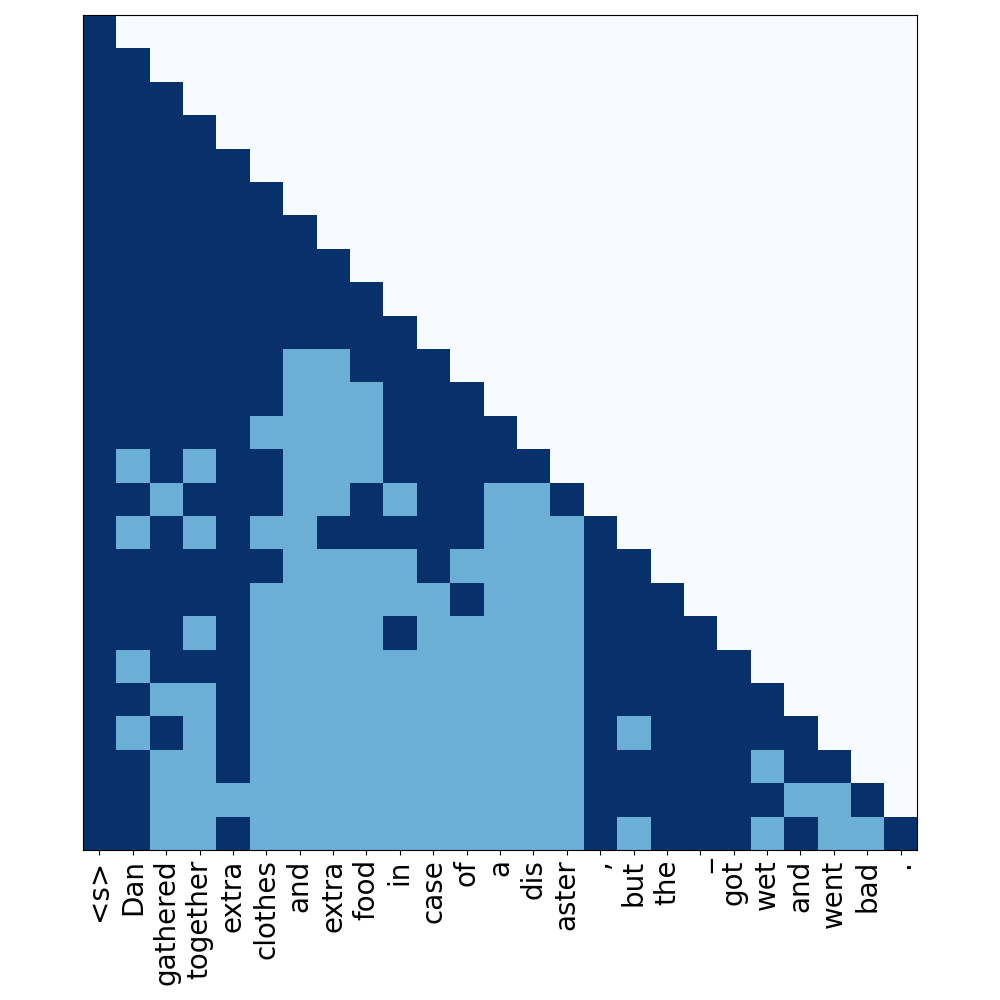 <s> Dan gathered together extra clothes and extra food in case of a dis aster , but the _ got wet and went bad .